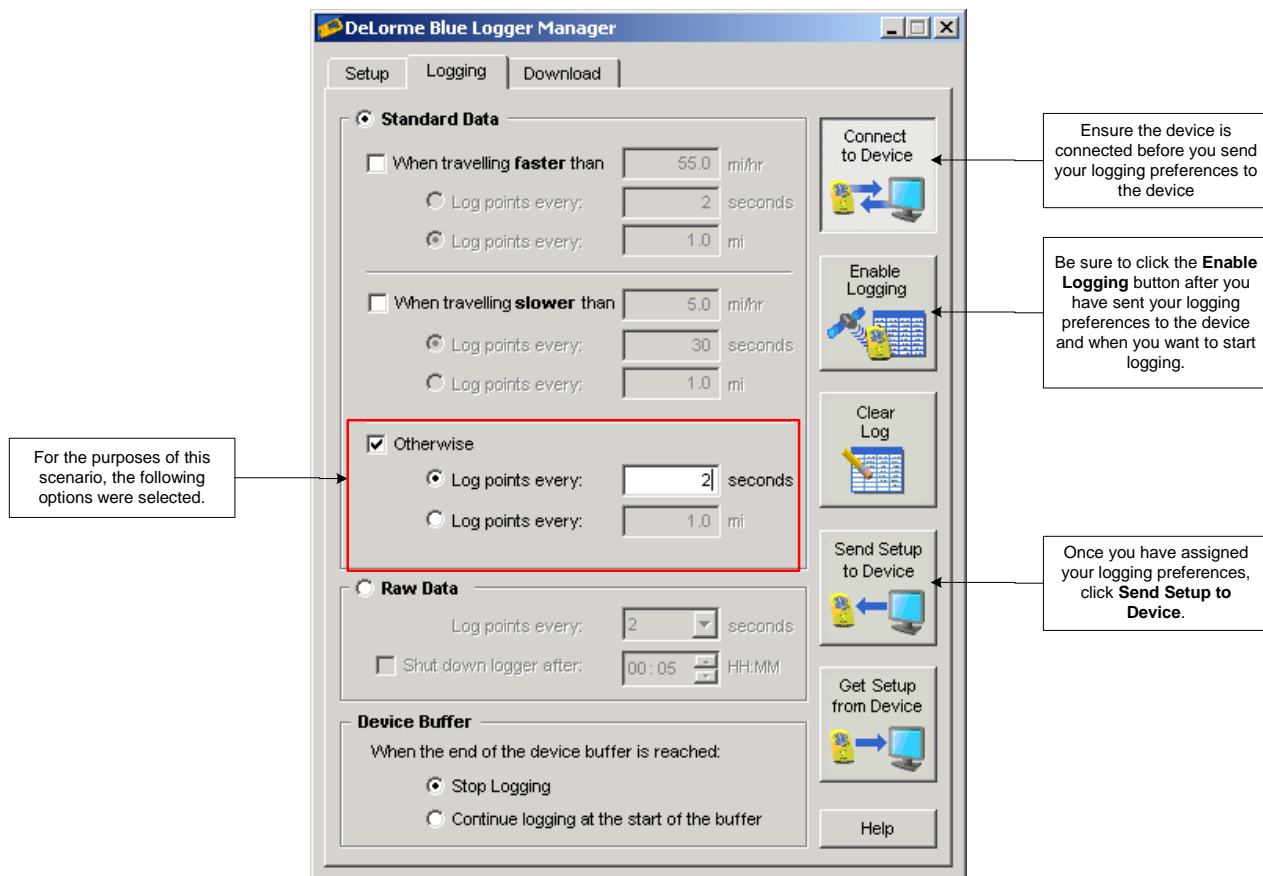 DeLorme Blue Logger Manager
Setup Logging Download
Standard Data
When travelling faster than 55.0 mi/hr
Log points every: 2 seconds
Log points every: 1.0 mi
When travelling slower than 5.0 mi/hr
Log points every: 30 seconds
Log points every: 1.0 mi
Otherwise
Log points every: 2 seconds
Log points every: 1.0 mi
Raw Data
Log points every: 2 seconds
Shut down logger after: 00:05 HH:MM
Device Buffer
When the end of the device buffer is reached:
Stop Logging
Continue logging at the start of the buffer
Connect
to Device
Enable
Logging
Clear
Log
Send Setup
to Device
Get Setup
from Device
Help
For the purposes of this
scenario, the following
options were selected.
Ensure the device is
connected before you send
your logging preferences to
the device
Be sure to click the Enable
Logging button after you
have sent your logging
preferences to the device
and when you want to start
logging.
Once you have assigned
your logging preferences,
click Send Setup to
Device.